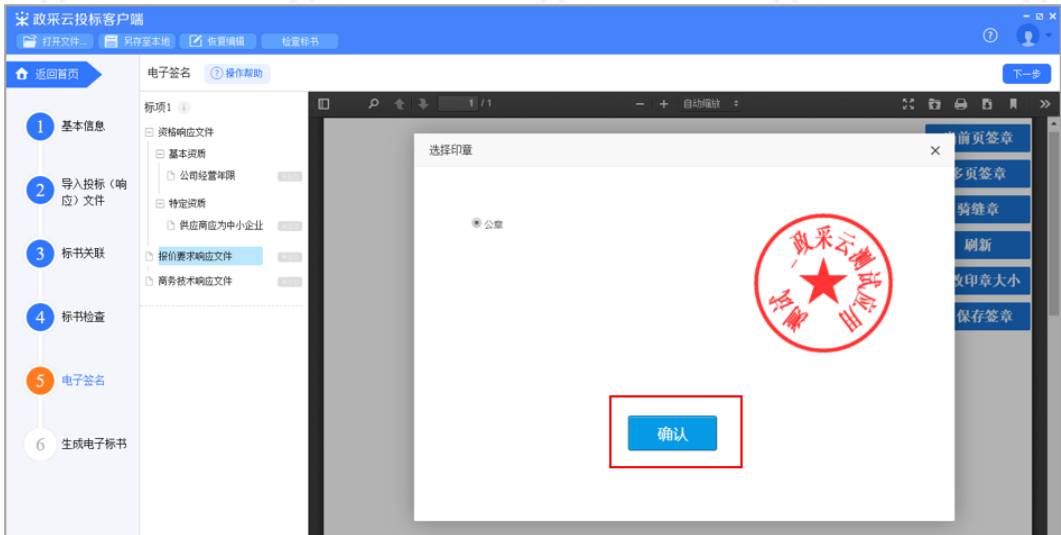 政采云投标客户端
打开文件... 另存至本地 恢复编辑 检查标书
返回首页
电子签名 操作帮助 下一步
1 基本信息
2 导入投标（响
应）文件
3 标书关联
4 标书检查
5 电子签名
6 生成电子标书
标项1
资格响应文件
基本资质
公司经营年限
特定资质
供应商应为中小企业
报价要求响应文件
商务技术响应文件
1 / 1 自动缩放
选择印章
公章
政采云测试应用
测试
确认
前页签章
多页签章
骑缝章
刷新
改印章大小
保存签章